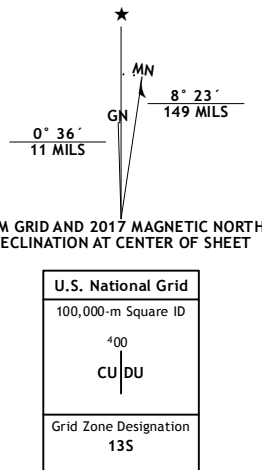 ★
MN
GN
8° 23´
149 MILS
0° 36´
11 MILS
M GRID AND 2017 MAGNETIC NORTH
ECLINATION AT CENTER OF SHEET
U.S. National Grid
100,000-m Square ID
⁴00
CU DU
Grid Zone Designation
13S